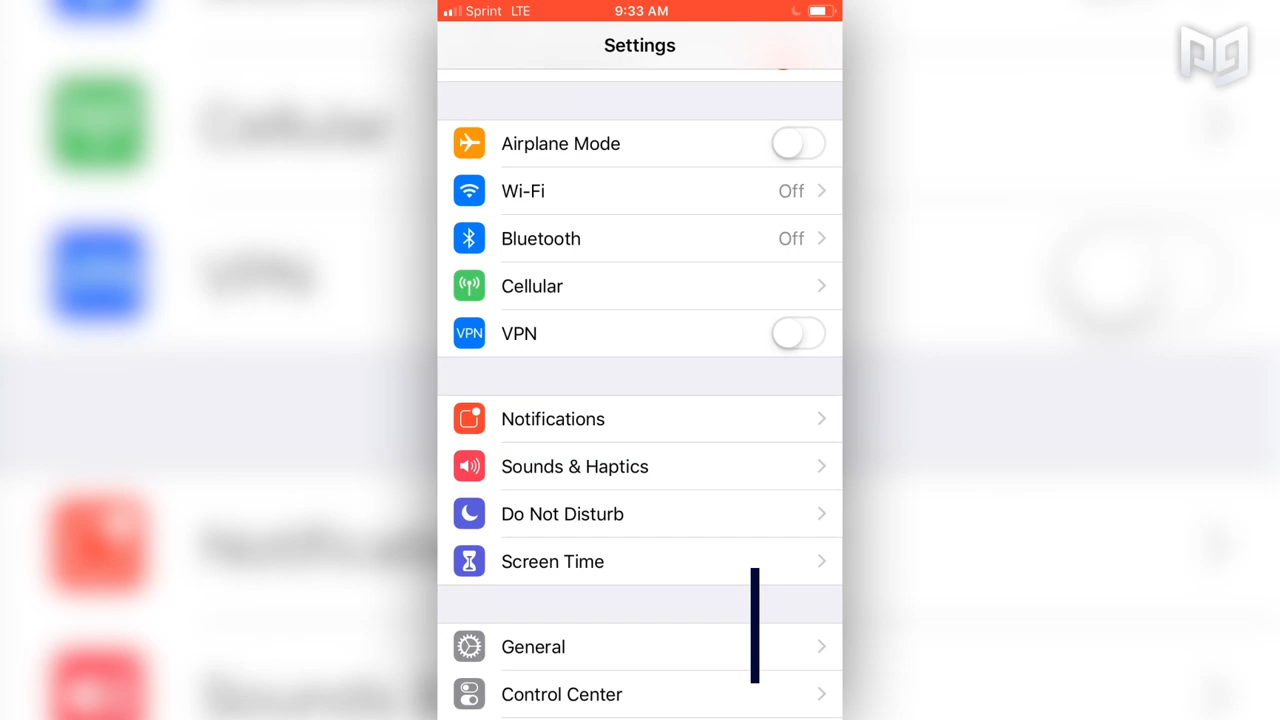 Sprint LTE 9:33 AM
Settings
Airplane Mode
Wi-Fi Off
Bluetooth Off
Cellular
VPN VPN
Notifications
Sounds & Haptics
Do Not Disturb
Screen Time
General
Control Center